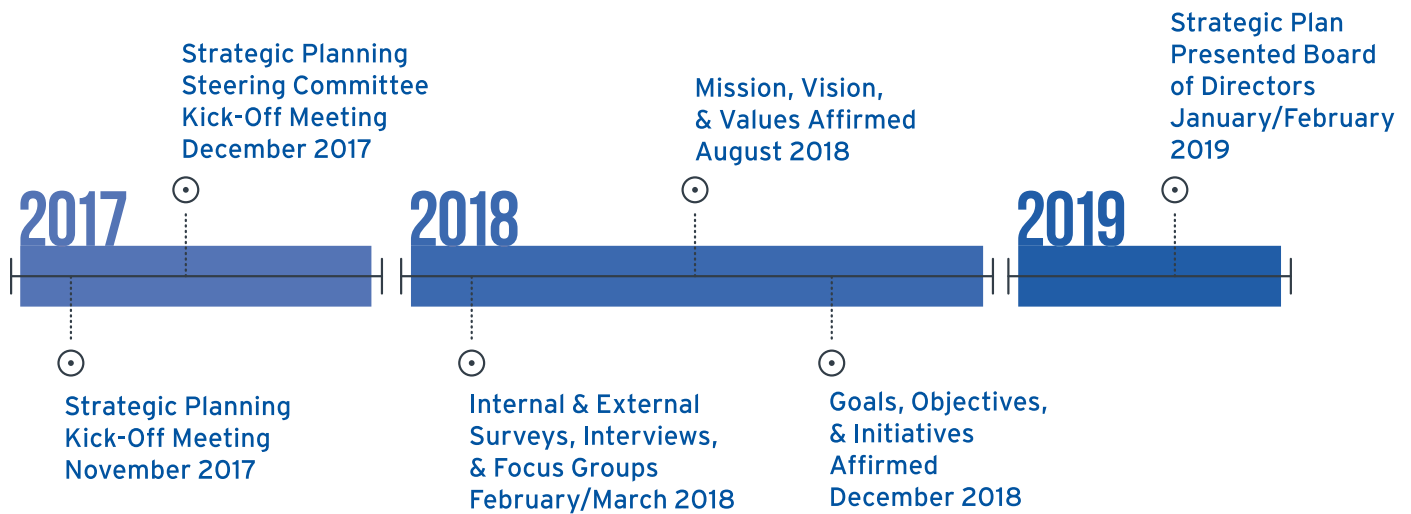 2017
Strategic Planning
Kick-Off Meeting
November 2017
Strategic Planning
Steering Committee
Kick-Off Meeting
December 2017
2018
Internal & External
Surveys, Interviews,
& Focus Groups
February/March 2018
Mission, Vision,
& Values Affirmed
August 2018
Goals, Objectives,
& Initiatives
Affirmed
December 2018
2019
Strategic Plan
Presented Board
of Directors
January/February
2019